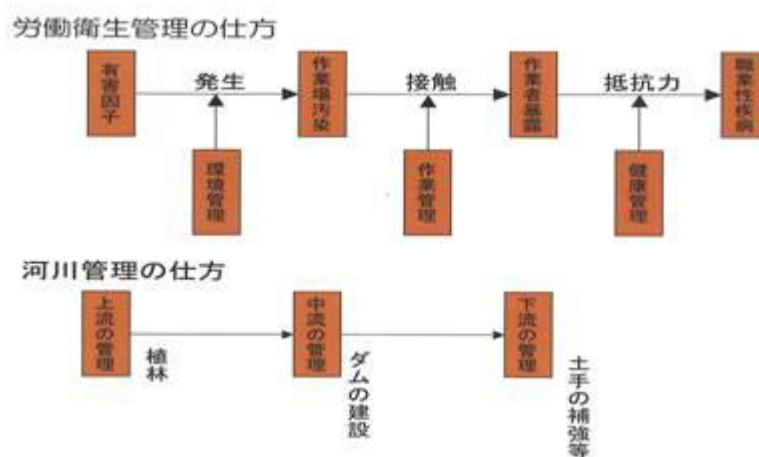 労働衛生管理の仕方
有害因子
発生
作業場汚染
接触
作業者暴露
抵抗力
職業性疾病
環境管理
作業管理
健康管理
河川管理の仕方
上流の管理
植林
中流の管理
ダムの建設
下流の管理
土手の補強等